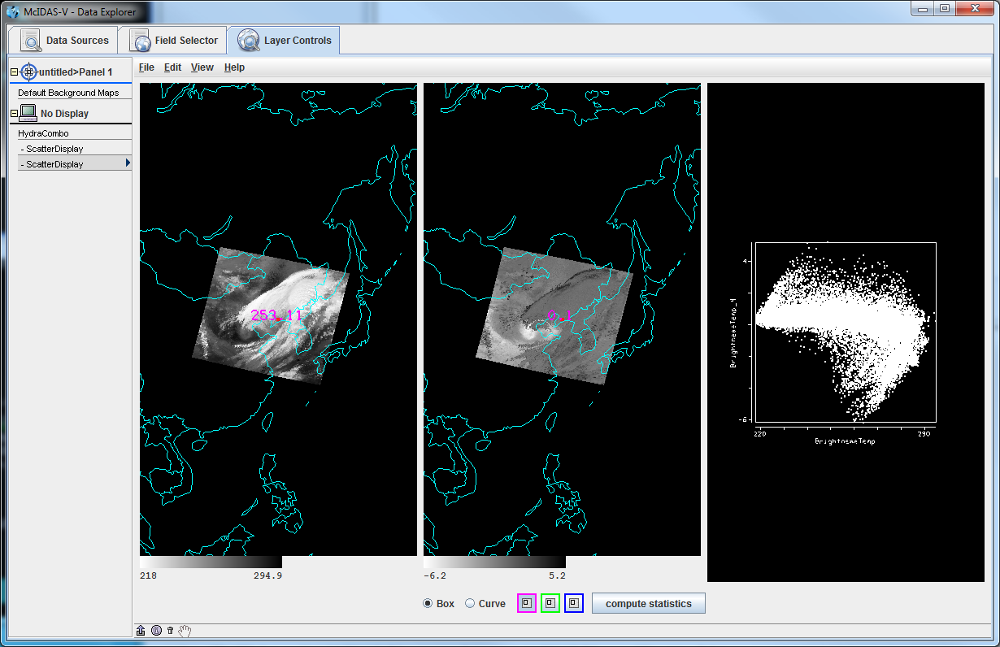 McIDAS-V - Data Explorer
Data Sources
Field Selector
Layer Controls
untitled>Panel 1
Default Background Maps
No Display
HydraCombo
- ScatterDisplay
- ScatterDisplay
File Edit View Help
253.11
4
BrightnessTemp_4
-6
220 290
BrightnessTemp
218 294.9
-6.2 5.2
Box Curve compute statistics